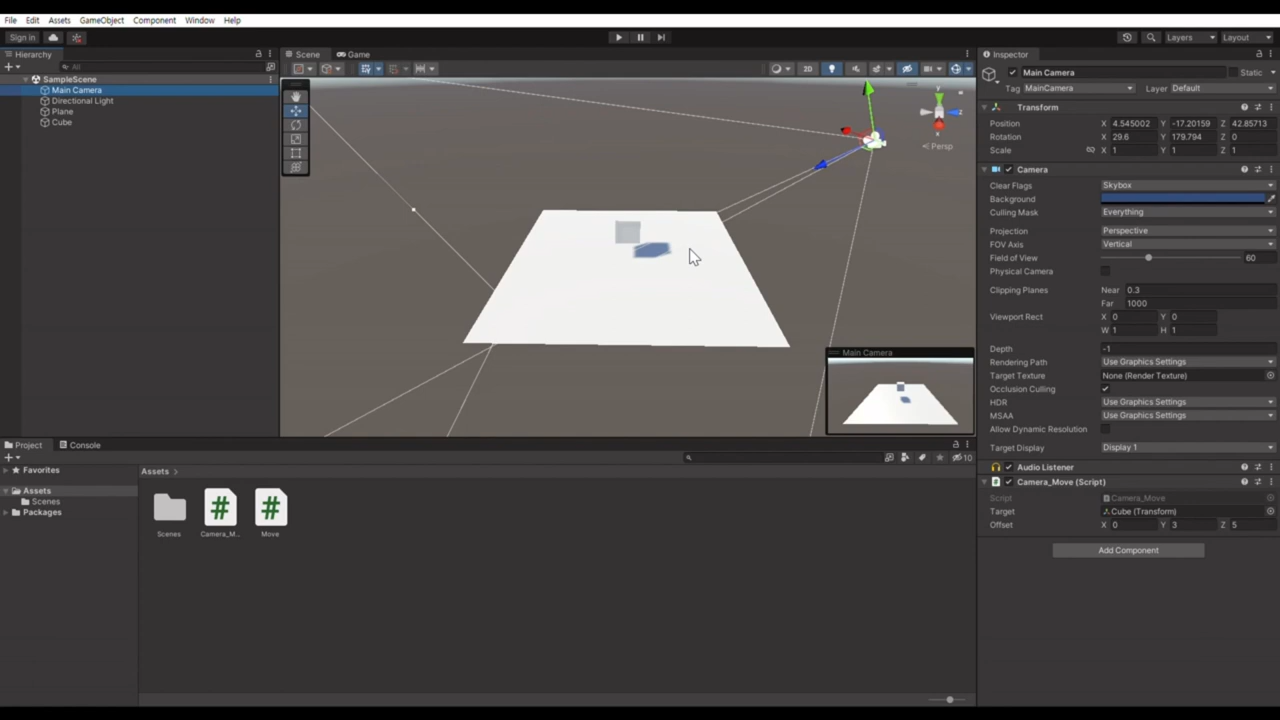 File Edit Assets GameObject Component Window Help
Sign in
Layers Layout
Hierarchy
All
SampleScene
Main Camera
Directional Light
Plane
Cube
Scene Game
2D
y
z
< Persp
Main Camera
Inspector
Main Camera Static
Tag MainCamera Layer Default
Transform
Position X 4.545002 Y -17.20159 Z 42.85713
Rotation X 29.6 Y 179.794 Z 0
Scale X 1 Y 1 Z 1
Camera
Clear Flags Skybox
Background
Culling Mask Everything
Projection Perspective
FOV Axis Vertical
Field of View 60
Physical Camera
Clipping Planes Near 0.3
Far 1000
Viewport Rect X 0 Y 0
W 1 H 1
Depth -1
Rendering Path Use Graphics Settings
Target Texture None (Render Texture)
Occlusion Culling
HDR Use Graphics Settings
MSAA Use Graphics Settings
Allow Dynamic Resolution
Target Display Display 1
Audio Listener
Camera_Move (Script)
Script Camera_Move
Target Cube (Transform)
Offset X 0 Y 3 Z 5
Add Component
Project Console
10
Favorites
Assets
Scenes
Packages
Assets >
Scenes Camera_M... Move